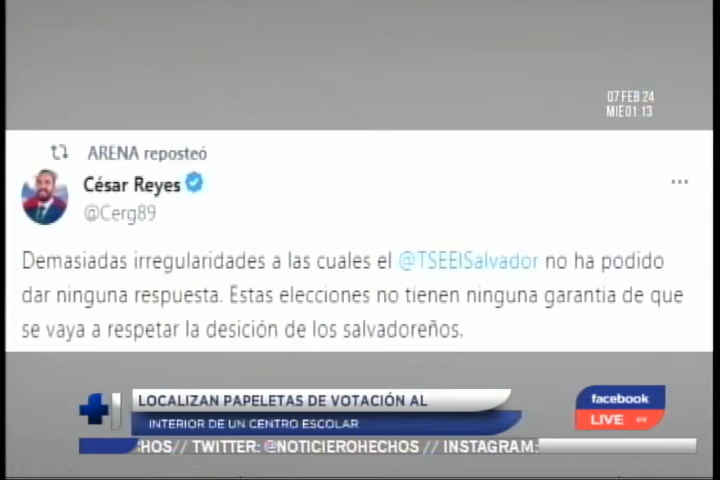 07 FEB 24
MIE 01:13
ARENA reposteó
César Reyes
@Cerg89
Demasiadas irregularidades a las cuales el @TSEElSalvador no ha podido
dar ninguna respuesta. Estas elecciones no tienen ninguna garantia de que
se vaya a respetar la desición de los salvadoreños.
LOCALIZAN PAPELETAS DE VOTACIÓN AL
INTERIOR DE UN CENTRO ESCOLAR
facebook
LIVE
CHOS// TWITTER: @NOTICIEROHECHOS // INSTAGRAM: